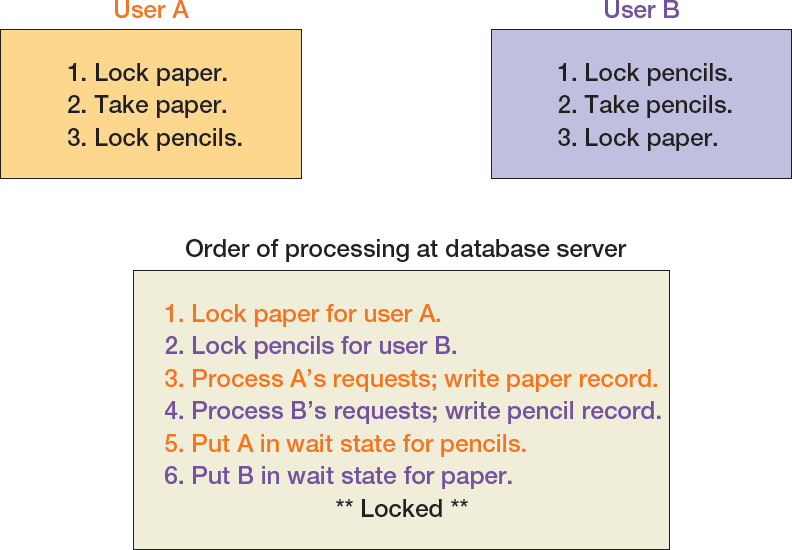 User A
1. Lock paper.
2. Take paper.
3. Lock pencils.
User B
1. Lock pencils.
2. Take pencils.
3. Lock paper.
Order of processing at database server
1. Lock paper for user A.
2. Lock pencils for user B.
3. Process A’s requests; write paper record.
4. Process B’s requests; write pencil record.
5. Put A in wait state for pencils.
6. Put B in wait state for paper.
** Locked **